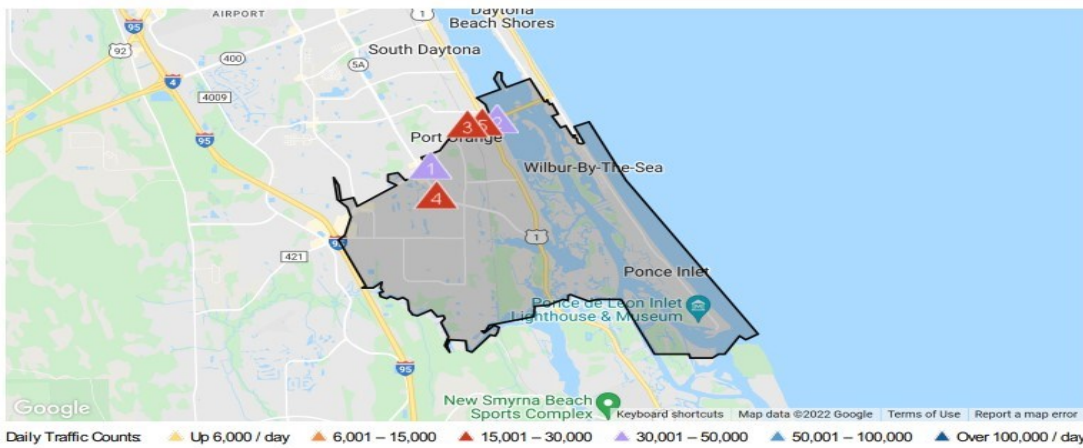 AIRPORT
Daytona
Beach Shores
1
95
92
South Daytona
400
5A
4
4009
95
3
5
2
Port Orange
1
Wilbur-By-The-Sea
4
1
95
421
Ponce Inlet
Ponce de Leon Inlet
Lighthouse & Museum
95
New Smyrna Beach
Sports Complex
Google
Keyboard shortcuts Map data ©2022 Google Terms of Use Report a map error
Daily Traffic Counts: Up 6,000 / day 6,001 – 15,000 15,001 – 30,000 30,001 – 50,000 50,001 – 100,000 Over 100,000 / day